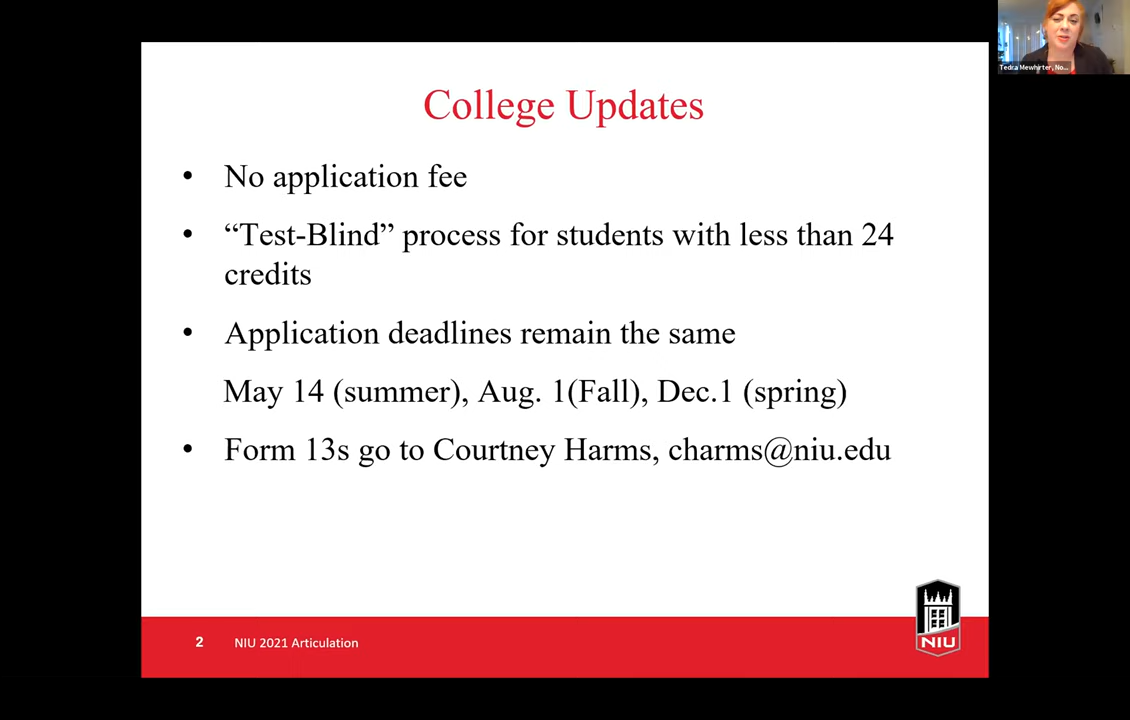 College Updates
• No application fee
• “Test-Blind” process for students with less than 24
credits
• Application deadlines remain the same
May 14 (summer), Aug. 1(Fall), Dec.1 (spring)
• Form 13s go to Courtney Harms, charms@niu.edu
2 NIU 2021 Articulation
NIU
Tedra Mewhirter, No...